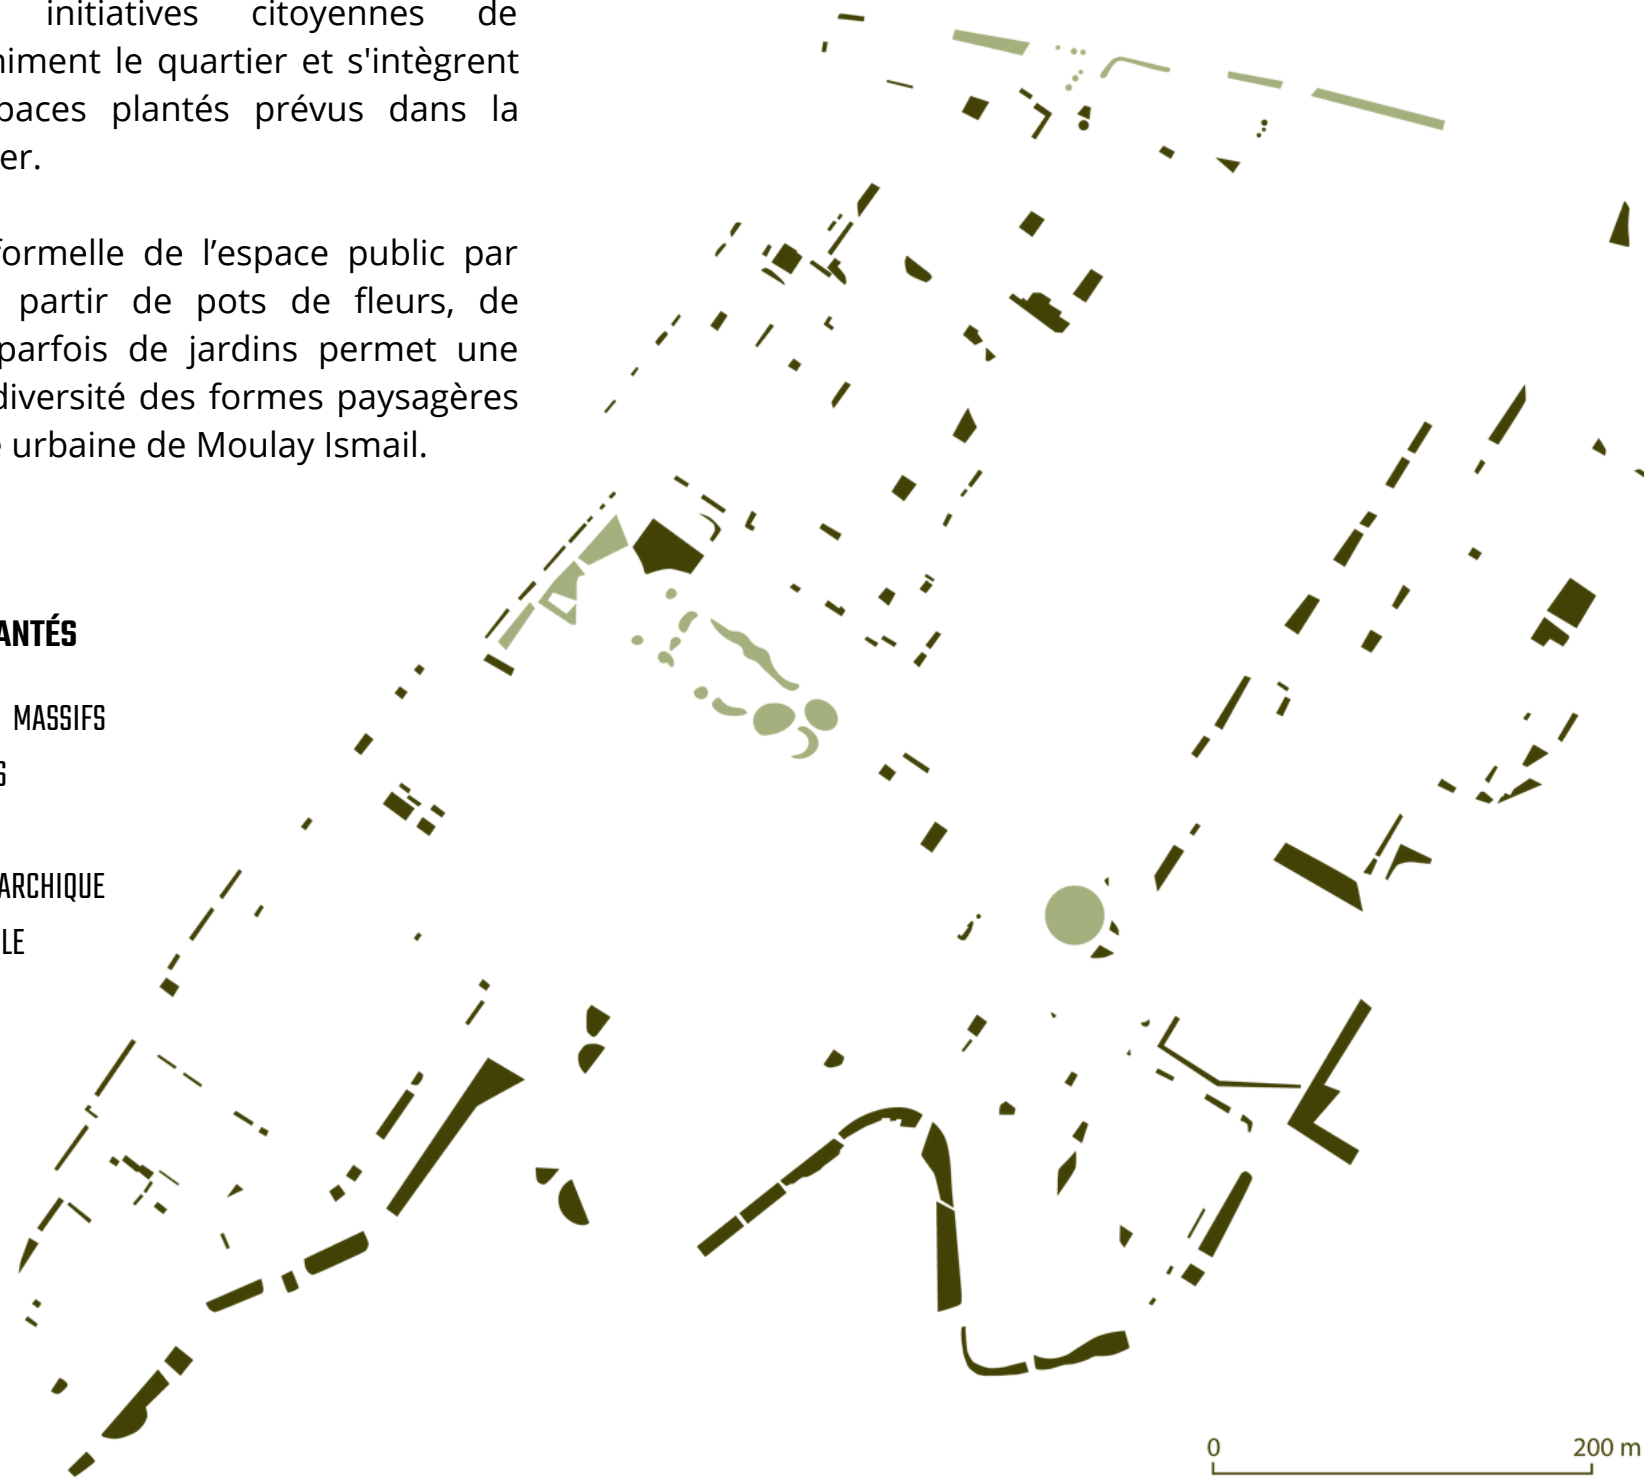 initiatives citoyennes de
niment le quartier et s'intègrent
paces plantés prévus dans la
er.
formelle de l’espace public par
partir de pots de fleurs, de
parfois de jardins permet une
diversité des formes paysagères
e urbaine de Moulay Ismail.
ANTÉS
MASSIFS
S
ARCHIQUE
LE
0 200 m